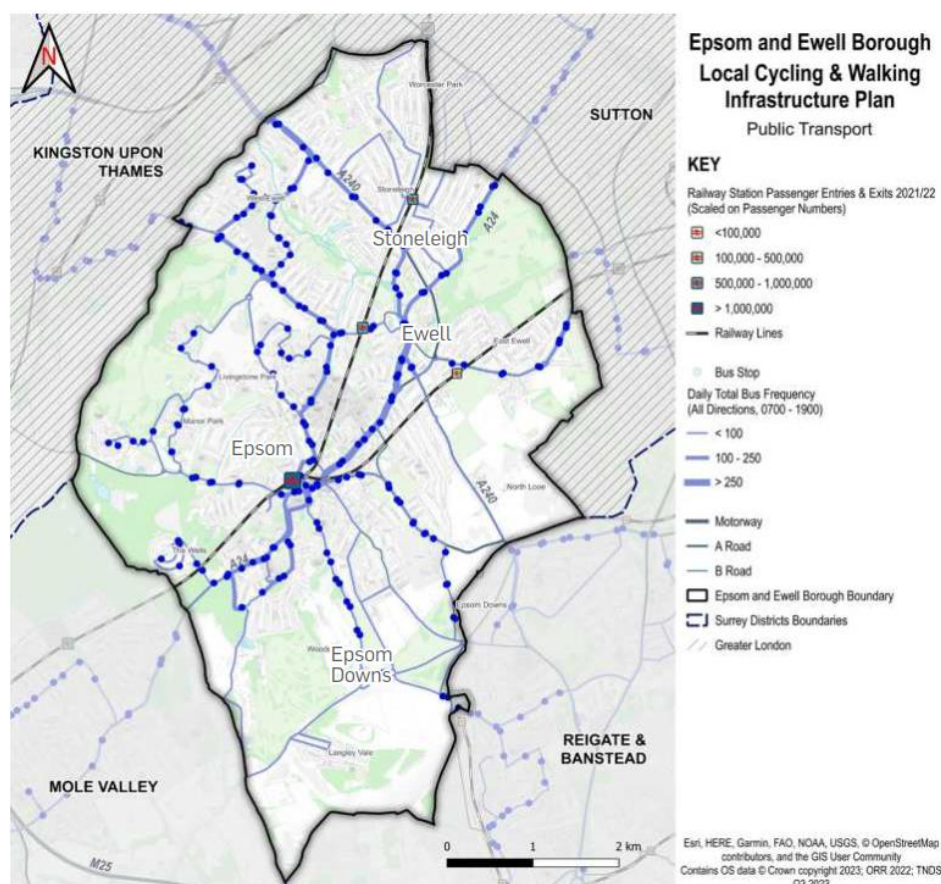 N
Epsom and Ewell Borough
Local Cycling & Walking
Infrastructure Plan
Public Transport
KEY
Railway Station Passenger Entries & Exits 2021/22
(Scaled on Passenger Numbers)
<100,000
100,000 - 500,000
500,000 - 1,000,000
> 1,000,000
Railway Lines
Bus Stop
Daily Total Bus Frequency
(All Directions, 0700 - 1900)
< 100
100 - 250
> 250
Motorway
A Road
B Road
Epsom and Ewell Borough Boundary
Surrey Districts Boundaries
Greater London
KINGSTON UPON
THAMES
SUTTON
Worcester Park
A240
Stoneleigh
West Ewell
A24
Stoneleigh
Ewell
East Ewell
Livingstone Park
Manor Park
Epsom
North Looe
A240
The Wells
A24
Epsom Downs
Epsom
Downs
Langley Vale
REIGATE &
BANSTEAD
MOLE VALLEY
M25
0 1 2 km
Esri, HERE, Garmin, FAO, NOAA, USGS, © OpenStreetMap
contributors, and the GIS User Community
Contains OS data © Crown copyright 2023; ORR 2022; TNDS